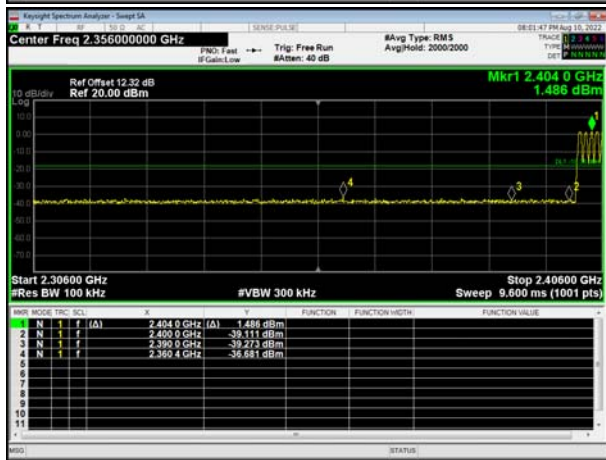 Keysight Spectrum Analyzer - Swept SA
R T RF 50 Ω AC SENSE:PULSE 08:01:47 PM Aug 10, 2022
Center Freq 2.356000000 GHz #Avg Type: RMS TRACE 1 2 3 4 5 6
PNO: Fast Trig: Free Run Avg|Hold: 2000/2000 TYPE M WWWWW
IFGain:Low #Atten: 40 dB DET P N N N N N
Ref Offset 12.32 dB Mkr1 2.404 0 GHz
10 dB/div Ref 20.00 dBm 1.486 dBm
Log
10.0
0.00
-10.0
-20.0
-30.0
-40.0
-50.0
-60.0
-70.0
1
4
3
2
Start 2.30600 GHz Stop 2.40600 GHz
#Res BW 100 kHz #VBW 300 kHz Sweep 9.600 ms (1001 pts)
MKR MODE TRC SCL X Y FUNCTION FUNCTION WIDTH FUNCTION VALUE
1 N 1 f (Δ) 2.404 0 GHz (Δ) 1.486 dBm
2 N 1 f 2.400 0 GHz -39.111 dBm
3 N 1 f 2.390 0 GHz -39.273 dBm
4 N 1 f 2.360 4 GHz -36.681 dBm
5
6
7
8
9
10
11
MSG STATUS